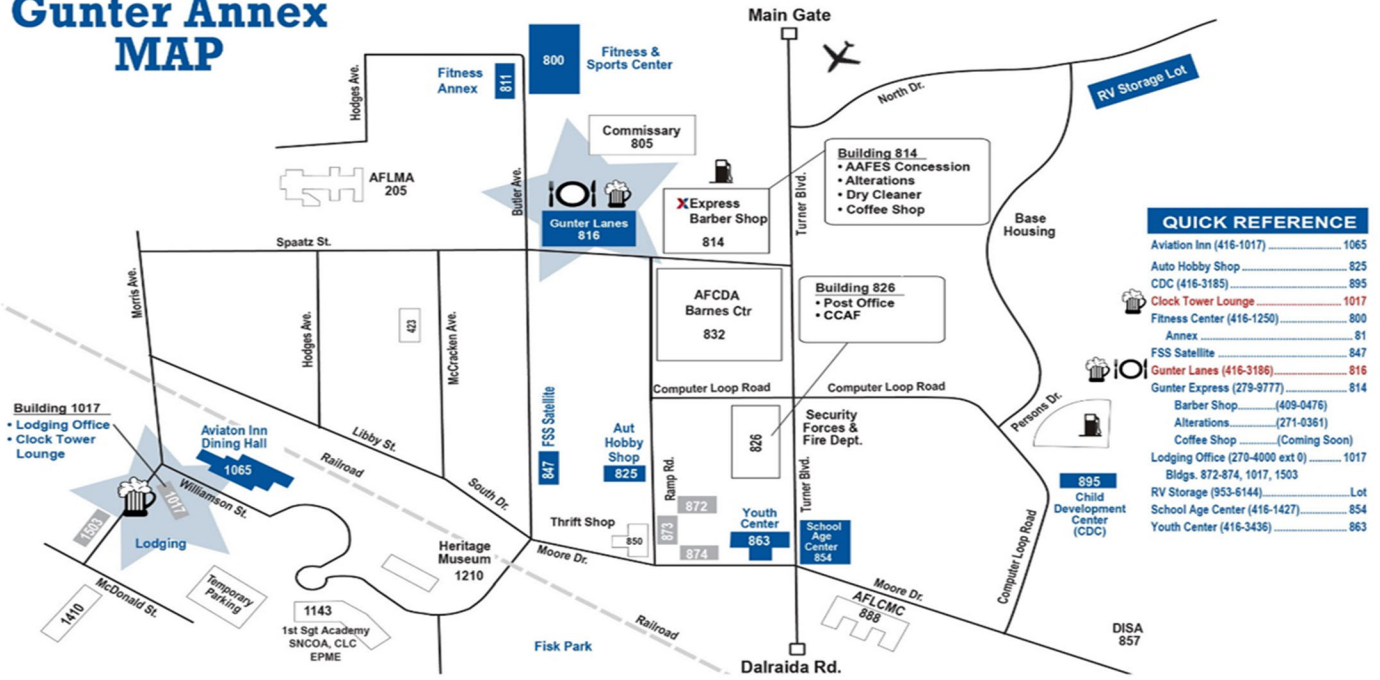 Gunter Annex
MAP
Main Gate
Fitness
Annex
811
800
Fitness &
Sports Center
Hodges Ave.
North Dr.
RV Storage Lot
Commissary
805
AFLMA
205
Butler Ave.
Gunter Lanes
816
XExpress
Barber Shop
814
Turner Blvd.
Building 814
• AAFES Concession
• Alterations
• Dry Cleaner
• Coffee Shop
Base
Housing
Spaatz St.
Morris Ave.
Hodges Ave.
423
McCracken Ave.
AFCDA
Barnes Ctr
832
Building 826
• Post Office
• CCAF
Computer Loop Road
Computer Loop Road
Persons Dr.
Building 1017
• Lodging Office
• Clock Tower
Lounge
Aviaton Inn
Dining Hall
1065
Libby St.
Railroad
South Dr.
FSS Satellite
847
Aut
Hobby
Shop
825
Ramp Rd.
826
Security
Forces &
Fire Dept.
Turner Blvd.
1017
1503
Williamson St.
Lodging
Thrift Shop
850
872
873
874
Youth
Center
863
School
Age
Center
854
895
Child
Development
Center
(CDC)
Computer Loop Road
Heritage
Museum
1210
Moore Dr.
Moore Dr.
McDonald St.
1410
Temporary
Parking
1143
1st Sgt Academy
SNCOA, CLC
EPME
Fisk Park
Railroad
AFLCMC
888
DISA
857
Dalraida Rd.
QUICK REFERENCE
Aviation Inn (416-1017) 1065
Auto Hobby Shop 825
CDC (416-3185) 895
Clock Tower Lounge 1017
Fitness Center (416-1250) 800
Annex 81
FSS Satellite 847
Gunter Lanes (416-3186) 816
Gunter Express (279-9777) 814
Barber Shop (409-0476)
Alterations (271-0361)
Coffee Shop (Coming Soon)
Lodging Office (270-4000 ext 0) 1017
Bldgs. 872-874, 1017, 1503
RV Storage (953-6144) Lot
School Age Center (416-1427) 854
Youth Center (416-3436) 863